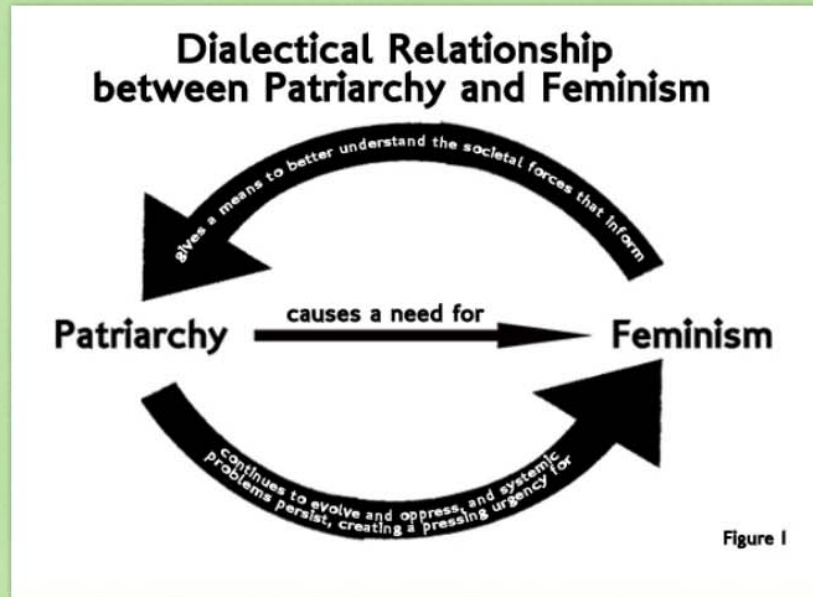 Dialectical Relationship
between Patriarchy and Feminism
gives a means to better understand the societal forces that inform
causes a need for
Patriarchy
Feminism
continues to evolve and oppress, and systemic
problems persist, creating a pressing urgency for
Figure 1